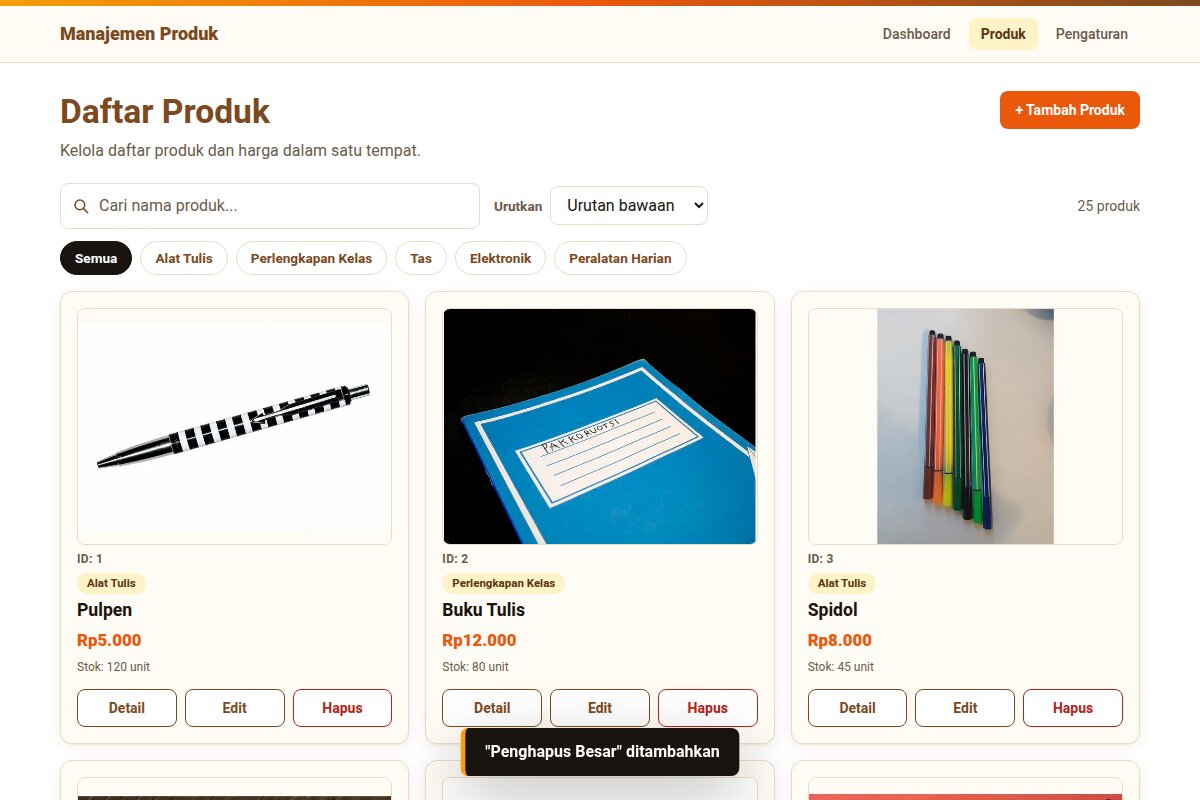 Manajemen Produk
Dashboard
Produk
Pengaturan
Daftar Produk
+ Tambah Produk
Kelola daftar produk dan harga dalam satu tempat.
Cari nama produk...
Urutkan
Urutan bawaan
25 produk
Semua
Alat Tulis
Perlengkapan Kelas
Tas
Elektronik
Peralatan Harian
PAKKORUOTSI
ID: 1
Alat Tulis
Pulpen
Rp5.000
Stok: 120 unit
Detail
Edit
Hapus
ID: 2
Perlengkapan Kelas
Buku Tulis
Rp12.000
Stok: 80 unit
Detail
Edit
Hapus
ID: 3
Alat Tulis
Spidol
Rp8.000
Stok: 45 unit
Detail
Edit
Hapus
"Penghapus Besar" ditambahkan